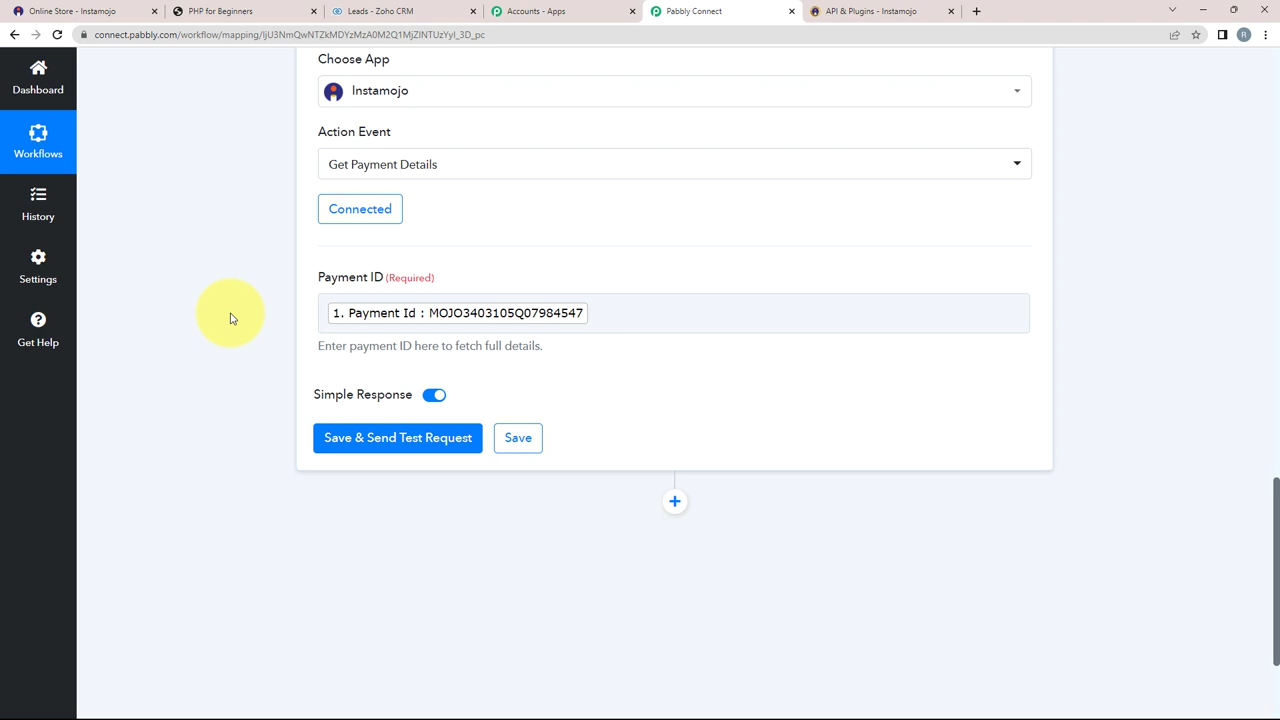 Online Store - Instamojo
PHP for Beginners
Leads - Zoho CRM
Accounts - Apps
Pabbly Connect
API & Plugins - Instamojo
connect.pabbly.com/workflow/mapping/IjU3NmQwNTZkMDYzMzA0M2Q1MjZlNTUzYyI_3D_pc
R
Dashboard
Workflows
History
Settings
Get Help
Choose App
Instamojo
Action Event
Get Payment Details
Connected
Payment ID (Required)
1. Payment Id : MOJO3403105Q07984547
Enter payment ID here to fetch full details.
Simple Response
Save & Send Test Request
Save